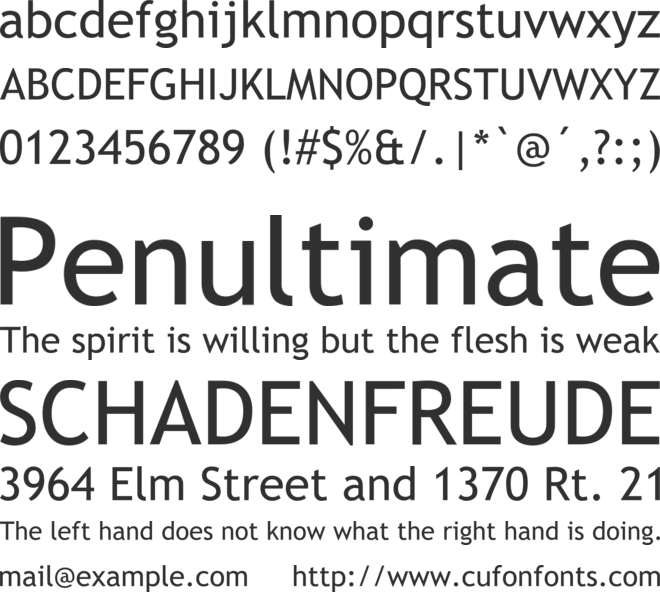 abcdefghijklmnopqrstuvwxyz
ABCDEFGHIJKLMNOPQRSTUVWXYZ
0123456789 (!#$%&/.|*`@´,?:;)
Penultimate
The spirit is willing but the flesh is weak
SCHADENFREUDE
3964 Elm Street and 1370 Rt. 21
The left hand does not know what the right hand is doing.
mail@example.com http://www.cufonfonts.com